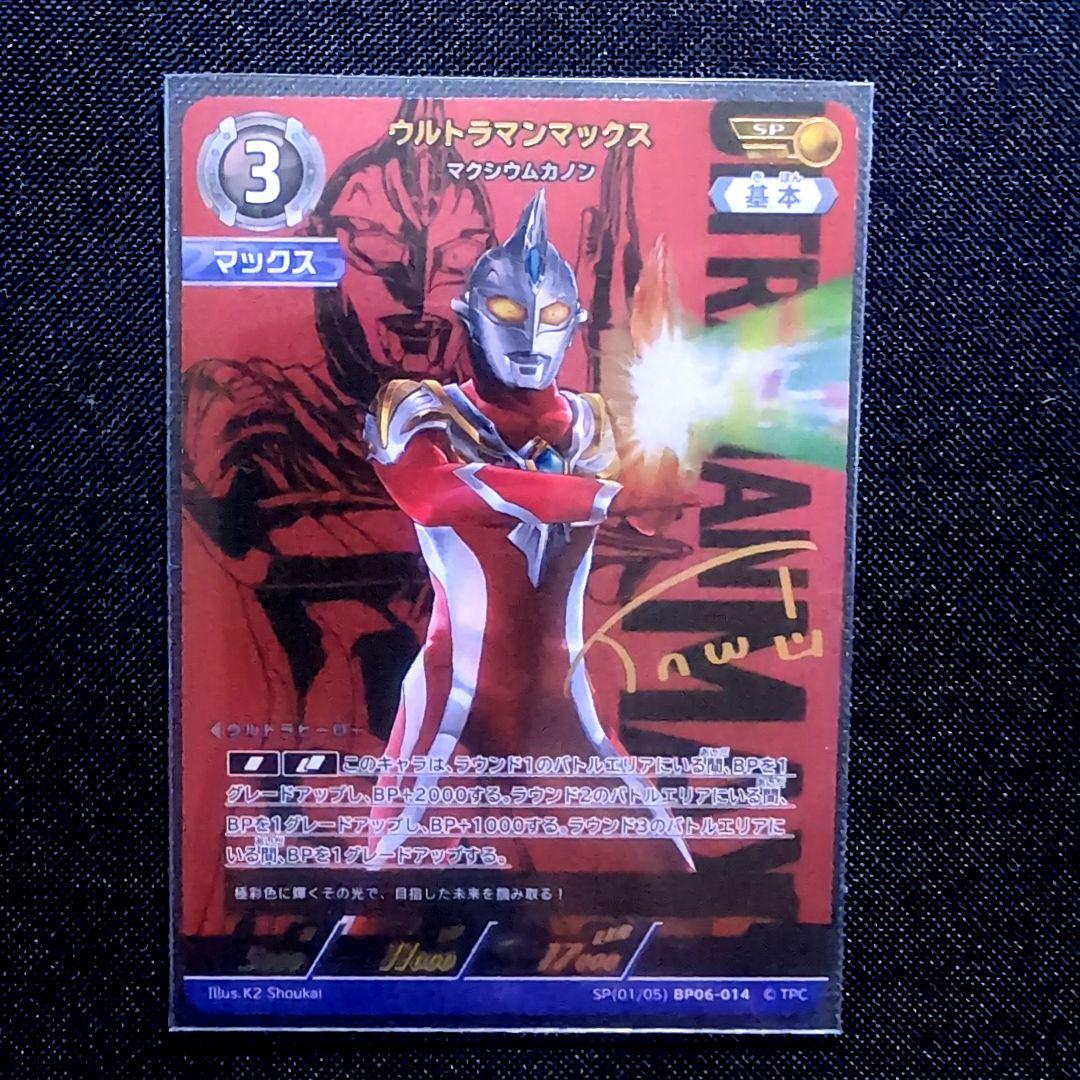 3
ウルトラマンマックス
マクシウムカノン
SP
きほん
基本
マックス
ULTRAMAN MAX
◀ウルトラヒーロー
このキャラは、ラウンド1のバトルエリアにいる間、BPを1
グレードアップし、BP+2000する。ラウンド2のバトルエリアにいる間、
BPを1グレードアップし、BP+1000する。ラウンド3のバトルエリアに
いる間、BPを1グレードアップする。
極彩色に輝くその光で、目指した未来を掴み取る!
11000
17000
Illus.K2 Shoukai
SP(01/05) BP06-014 © TPC